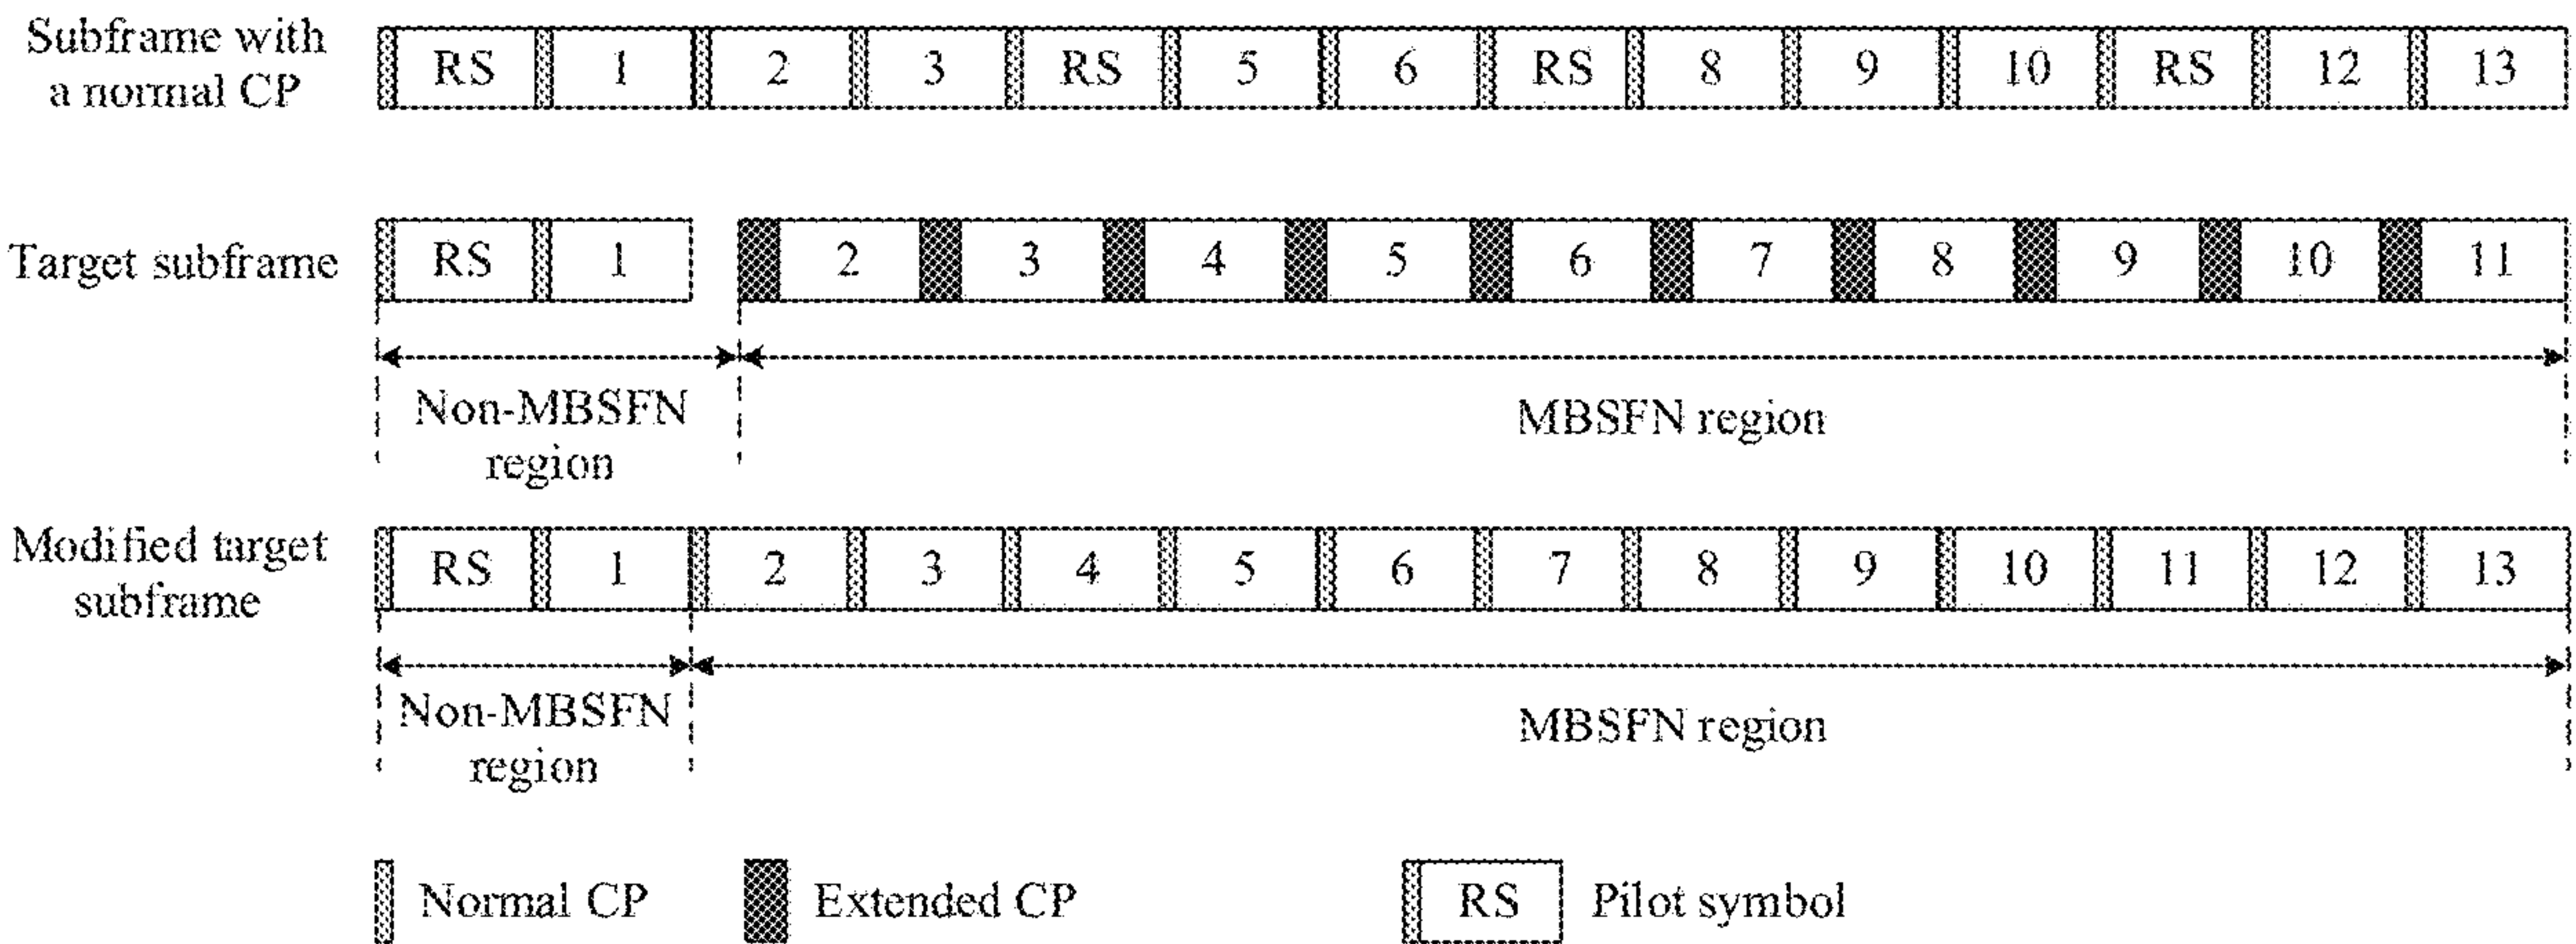 Subframe with
a normal CP
RS 1 2 3 RS 5 6 RS 8 9 10 RS 12 13
Target subframe
RS 1 2 3 4 5 6 7 8 9 10 11
Non-MBSFN
region
MBSFN region
Modified target
subframe
RS 1 2 3 4 5 6 7 8 9 10 11 12 13
Non-MBSFN
region
MBSFN region
Normal CP
Extended CP
RS
Pilot symbol